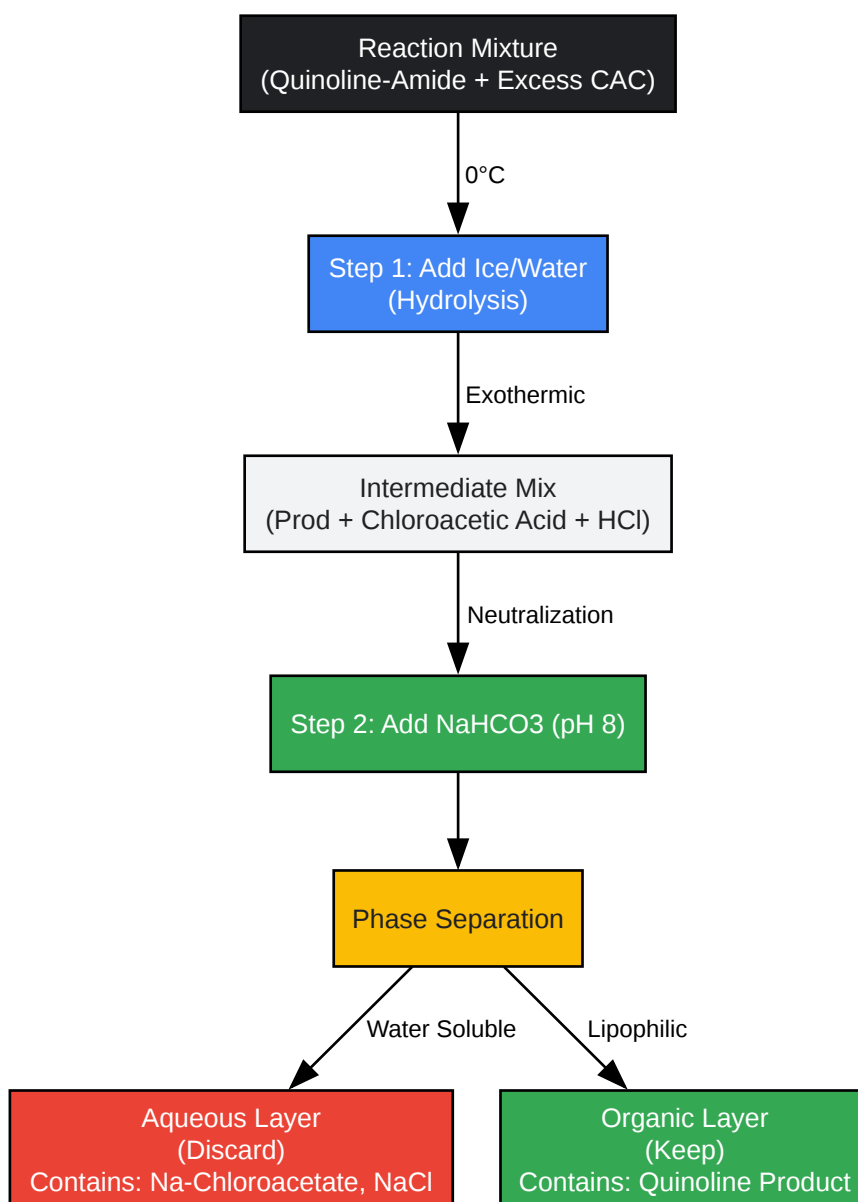 Reaction Mixture
(Quinoline-Amide + Excess CAC)
0°C
Step 1: Add Ice/Water
(Hydrolysis)
Exothermic
Intermediate Mix
(Prod + Chloroacetic Acid + HCl)
Neutralization
Step 2: Add NaHCO3 (pH 8)
Phase Separation
Water Soluble
Lipophilic
Aqueous Layer
(Discard)
Contains: Na-Chloroacetate, NaCl
Organic Layer
(Keep)
Contains: Quinoline Product